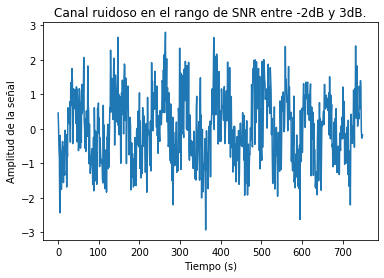 Canal ruidoso en el rango de SNR entre -2dB y 3dB.
Amplitud de la señal
3
2
1
0
−1
−2
−3
0 100 200 300 400 500 600 700
Tiempo (s)